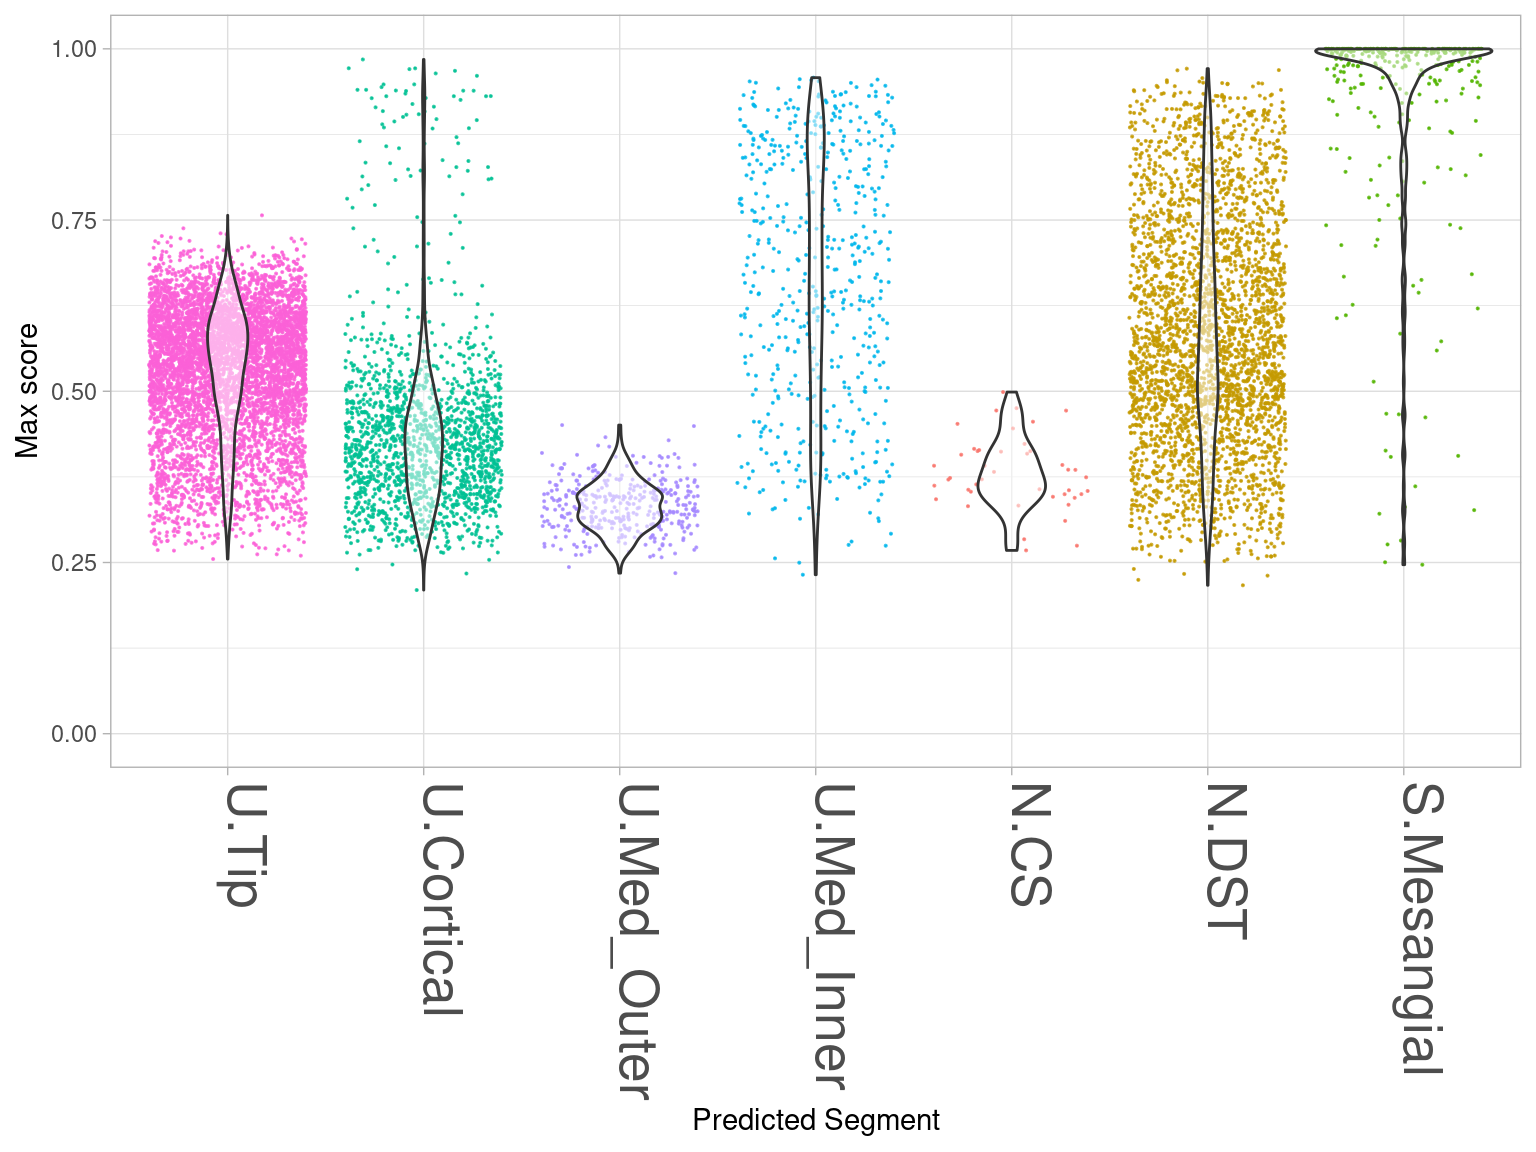 1.00
0.75
0.50
0.25
0.00
Max score
U.Tip
U.Cortical
U.Med_Outer
U.Med_Inner
N.CS
N.DST
S.Mesangial
Predicted Segment